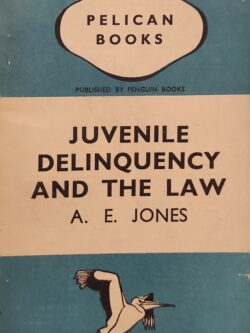 PELICAN
BOOKS
PUBLISHED BY PENGUIN BOOKS
JUVENILE
DELINQUENCY
AND THE LAW
A. E. JONES